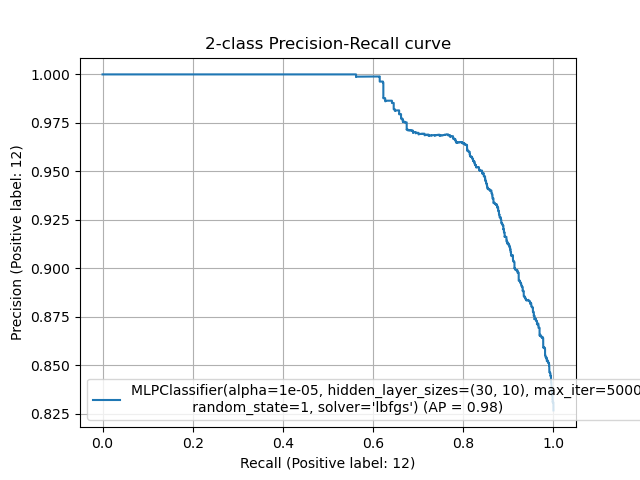 2-class Precision-Recall curve
1.000
0.975
0.950
0.925
0.900
0.875
0.850
0.825
Precision (Positive label: 12)
MLPClassifier(alpha=1e-05, hidden_layer_sizes=(30, 10), max_iter=5000
random_state=1, solver='lbfgs') (AP = 0.98)
0.0 0.2 0.4 0.6 0.8 1.0
Recall (Positive label: 12)